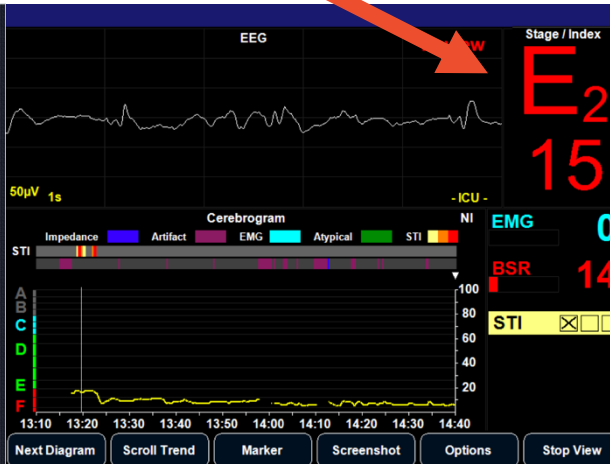 EEG
Stage / Index
W
E2
15
50µV 1s
- ICU -
Cerebrogram
NI
Impedance Artifact EMG Atypical STI
STI
EMG 0
BSR 14
STI
A
B
C
D
E
F
100
80
60
40
20
13:10 13:20 13:30 13:40 13:50 14:00 14:10 14:20 14:30 14:40
Next Diagram Scroll Trend Marker Screenshot Options Stop View